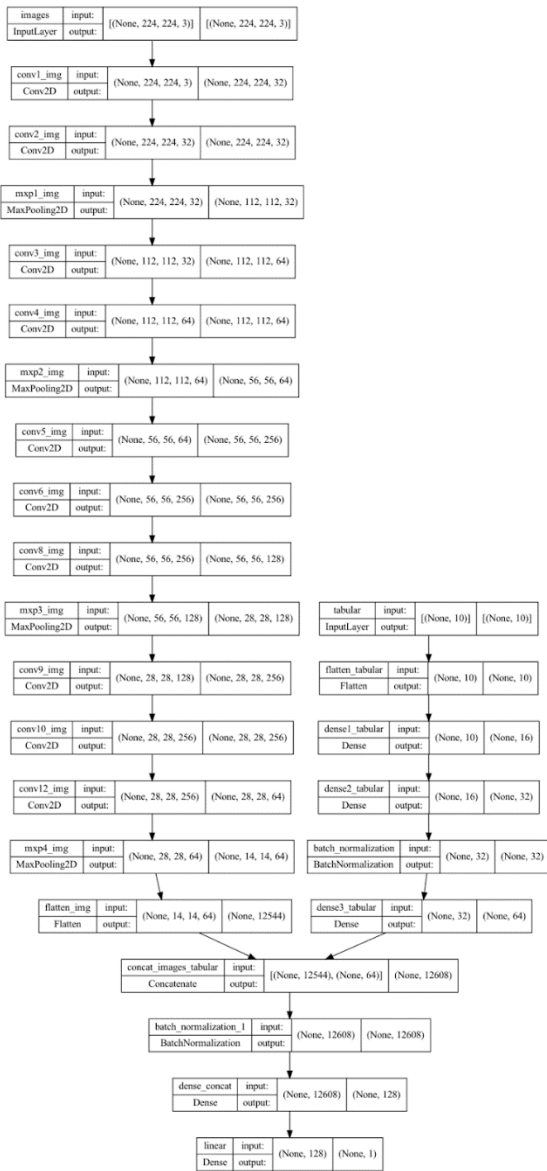 images input: [(None, 224, 224, 3)] [(None, 224, 224, 3)]
InputLayer output:
conv1_img input: (None, 224, 224, 3) (None, 224, 224, 32)
Conv2D output:
conv2_img input: (None, 224, 224, 32) (None, 224, 224, 32)
Conv2D output:
mxp1_img input: (None, 224, 224, 32) (None, 112, 112, 32)
MaxPooling2D output:
conv3_img input: (None, 112, 112, 32) (None, 112, 112, 64)
Conv2D output:
conv4_img input: (None, 112, 112, 64) (None, 112, 112, 64)
Conv2D output:
mxp2_img input: (None, 112, 112, 64) (None, 56, 56, 64)
MaxPooling2D output:
conv5_img input: (None, 56, 56, 64) (None, 56, 56, 256)
Conv2D output:
conv6_img input: (None, 56, 56, 256) (None, 56, 56, 256)
Conv2D output:
conv8_img input: (None, 56, 56, 256) (None, 56, 56, 128)
Conv2D output:
mxp3_img input: (None, 56, 56, 128) (None, 28, 28, 128)
MaxPooling2D output:
conv9_img input: (None, 28, 28, 128) (None, 28, 28, 256)
Conv2D output:
conv10_img input: (None, 28, 28, 256) (None, 28, 28, 256)
Conv2D output:
conv12_img input: (None, 28, 28, 256) (None, 28, 28, 64)
Conv2D output:
mxp4_img input: (None, 28, 28, 64) (None, 14, 14, 64)
MaxPooling2D output:
flatten_img input: (None, 14, 14, 64) (None, 12544)
Flatten output:
tabular input: [(None, 10)] [(None, 10)]
InputLayer output:
flatten_tabular input: (None, 10) (None, 10)
Flatten output:
dense1_tabular input: (None, 10) (None, 16)
Dense output:
dense2_tabular input: (None, 16) (None, 32)
Dense output:
batch_normalization input: (None, 32) (None, 32)
BatchNormalization output:
dense3_tabular input: (None, 32) (None, 64)
Dense output:
concat_images_tabular input: [(None, 12544), (None, 64)] (None, 12608)
Concatenate output:
batch_normalization_1 input: (None, 12608) (None, 12608)
BatchNormalization output:
dense_concat input: (None, 12608) (None, 128)
Dense output:
linear input: (None, 128) (None, 1)
Dense output: